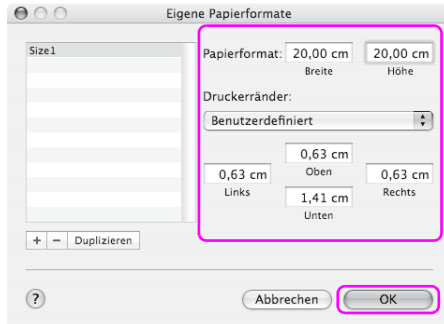 Eigene Papierformate
Size1
Papierformat: 20,00 cm 20,00 cm
Breite Höhe
Druckerränder:
Benutzerdefiniert
0,63 cm
Oben
0,63 cm 0,63 cm
Links Rechts
1,41 cm
Unten
+ − Duplizieren
? Abbrechen OK